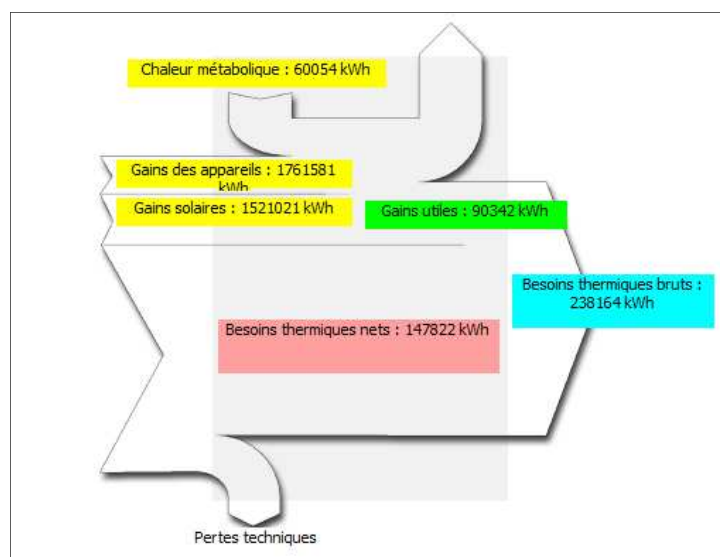 Chaleur métabolique : 60054 kWh
Gains des appareils : 1761581
kWh
Gains solaires : 1521021 kWh
Gains utiles : 90342 kWh
Besoins thermiques bruts :
238164 kWh
Besoins thermiques nets : 147822 kWh
Pertes techniques